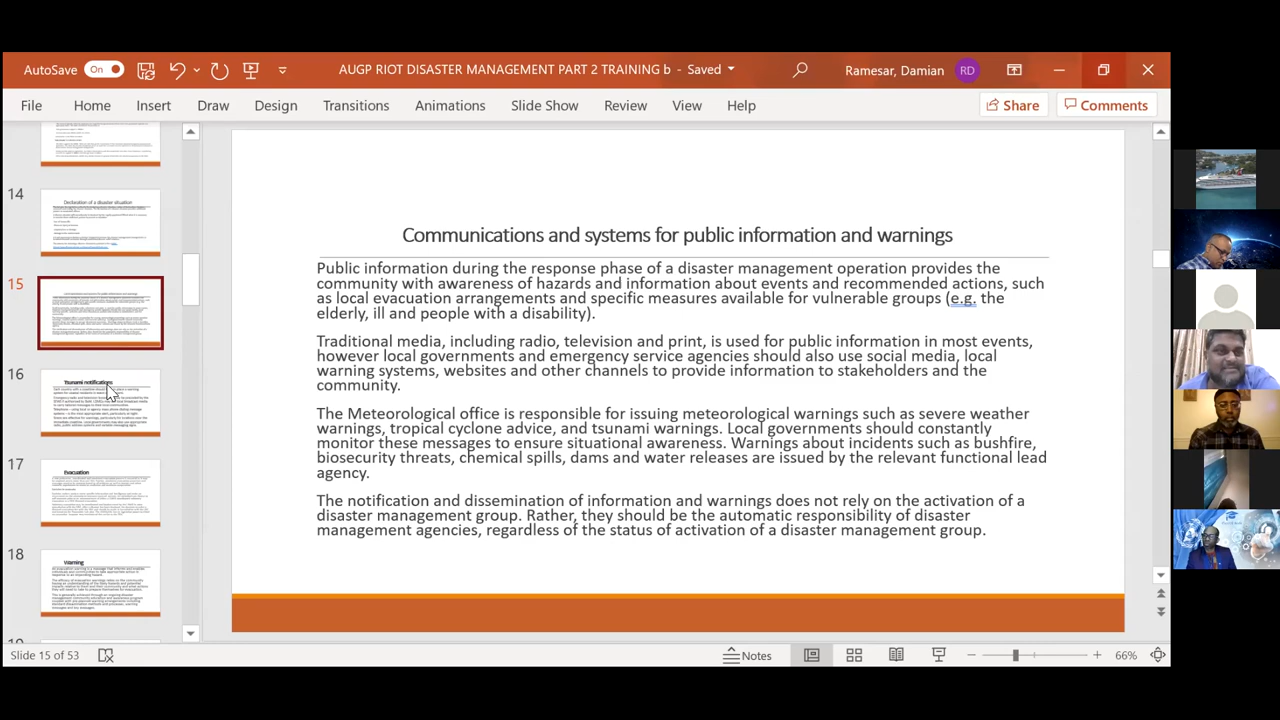 AutoSave On AUGP RIOT DISASTER MANAGEMENT PART 2 TRAINING b - Saved Ramesar, Damian RD
File Home Insert Draw Design Transitions Animations Slide Show Review View Help Share Comments
14
Declaration of a disaster situation
15
16
Tsunami notifications
17
Evacuation
18
Warning
Communications and systems for public information and warnings
Public information during the response phase of a disaster management operation provides the
community with awareness of hazards and information about events and recommended actions, such
as local evacuation arrangements and specific measures available for vulnerable groups (e.g. the
elderly, ill and people with a disability).
Traditional media, including radio, television and print, is used for public information in most events,
however local governments and emergency service agencies should also use social media, local
warning systems, websites and other channels to provide information to stakeholders and the
community.
The Meteorological office is responsible for issuing meteorological warnings such as severe weather
warnings, tropical cyclone advice, and tsunami warnings. Local governments should constantly
monitor these messages to ensure situational awareness. Warnings about incidents such as bushfire,
biosecurity threats, chemical spills, dams and water releases are issued by the relevant functional lead
agency.
The notification and dissemination of information and warnings does not rely on the activation of a
disaster management group. Rather, they should be the automatic responsibility of disaster
management agencies, regardless of the status of activation of a disaster management group.
Slide 15 of 53 Notes 66%